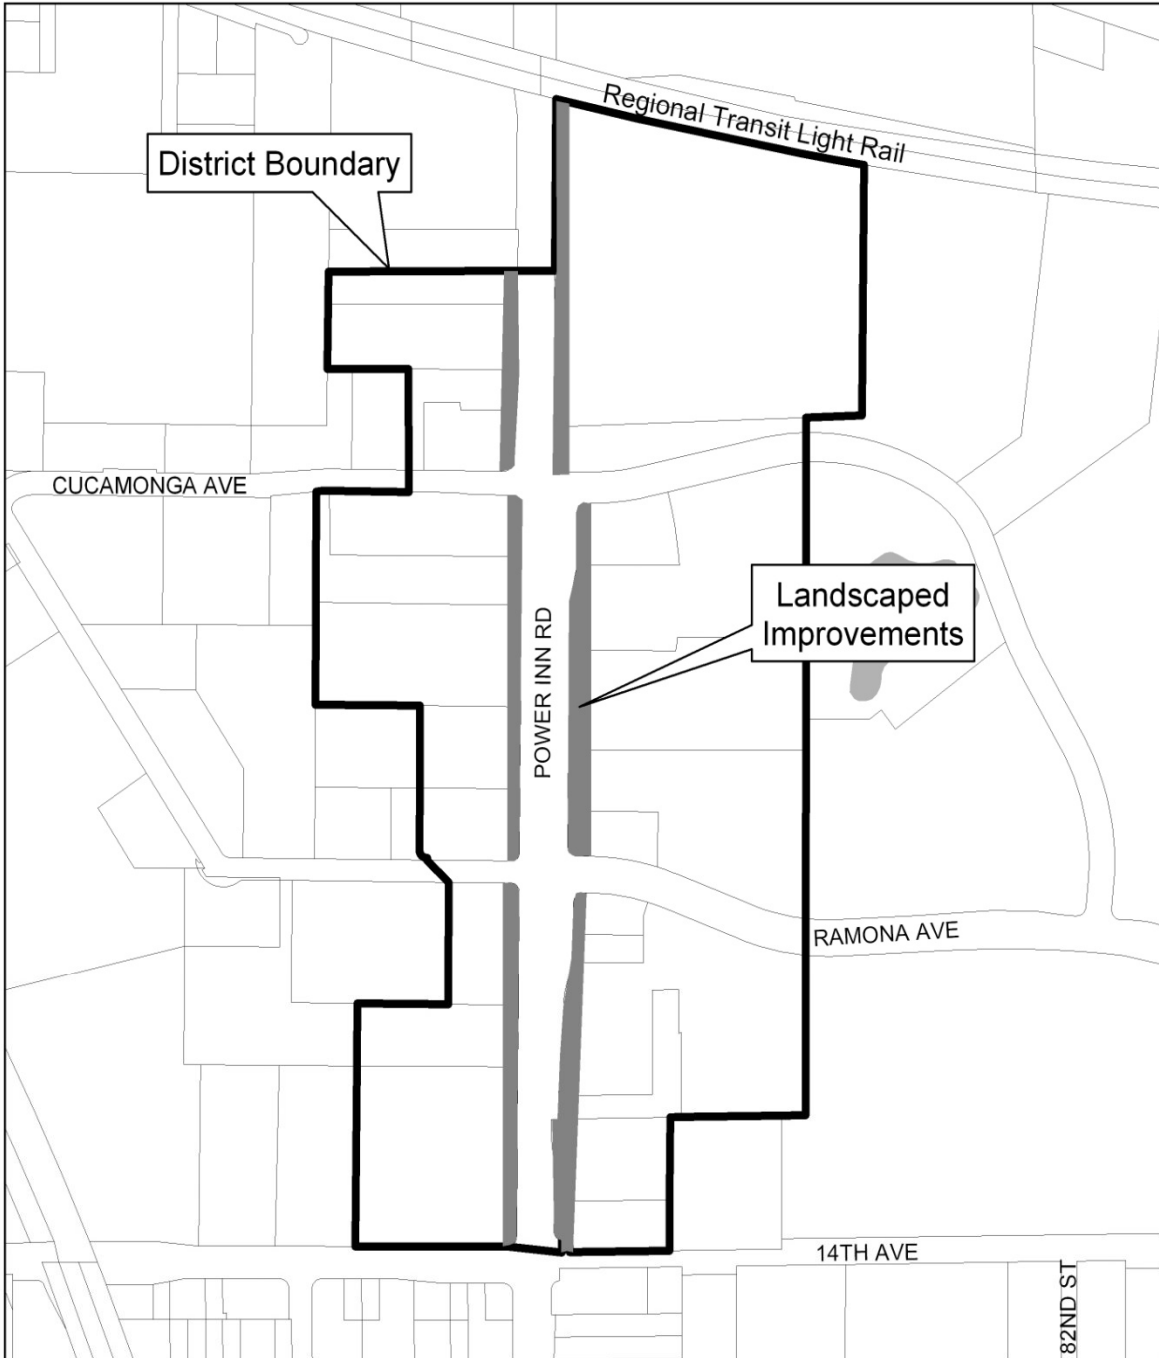 Regional Transit Light Rail
District Boundary
CUCAMONGA AVE
Landscaped
Improvements
POWER INN RD
RAMONA AVE
14TH AVE
82ND ST